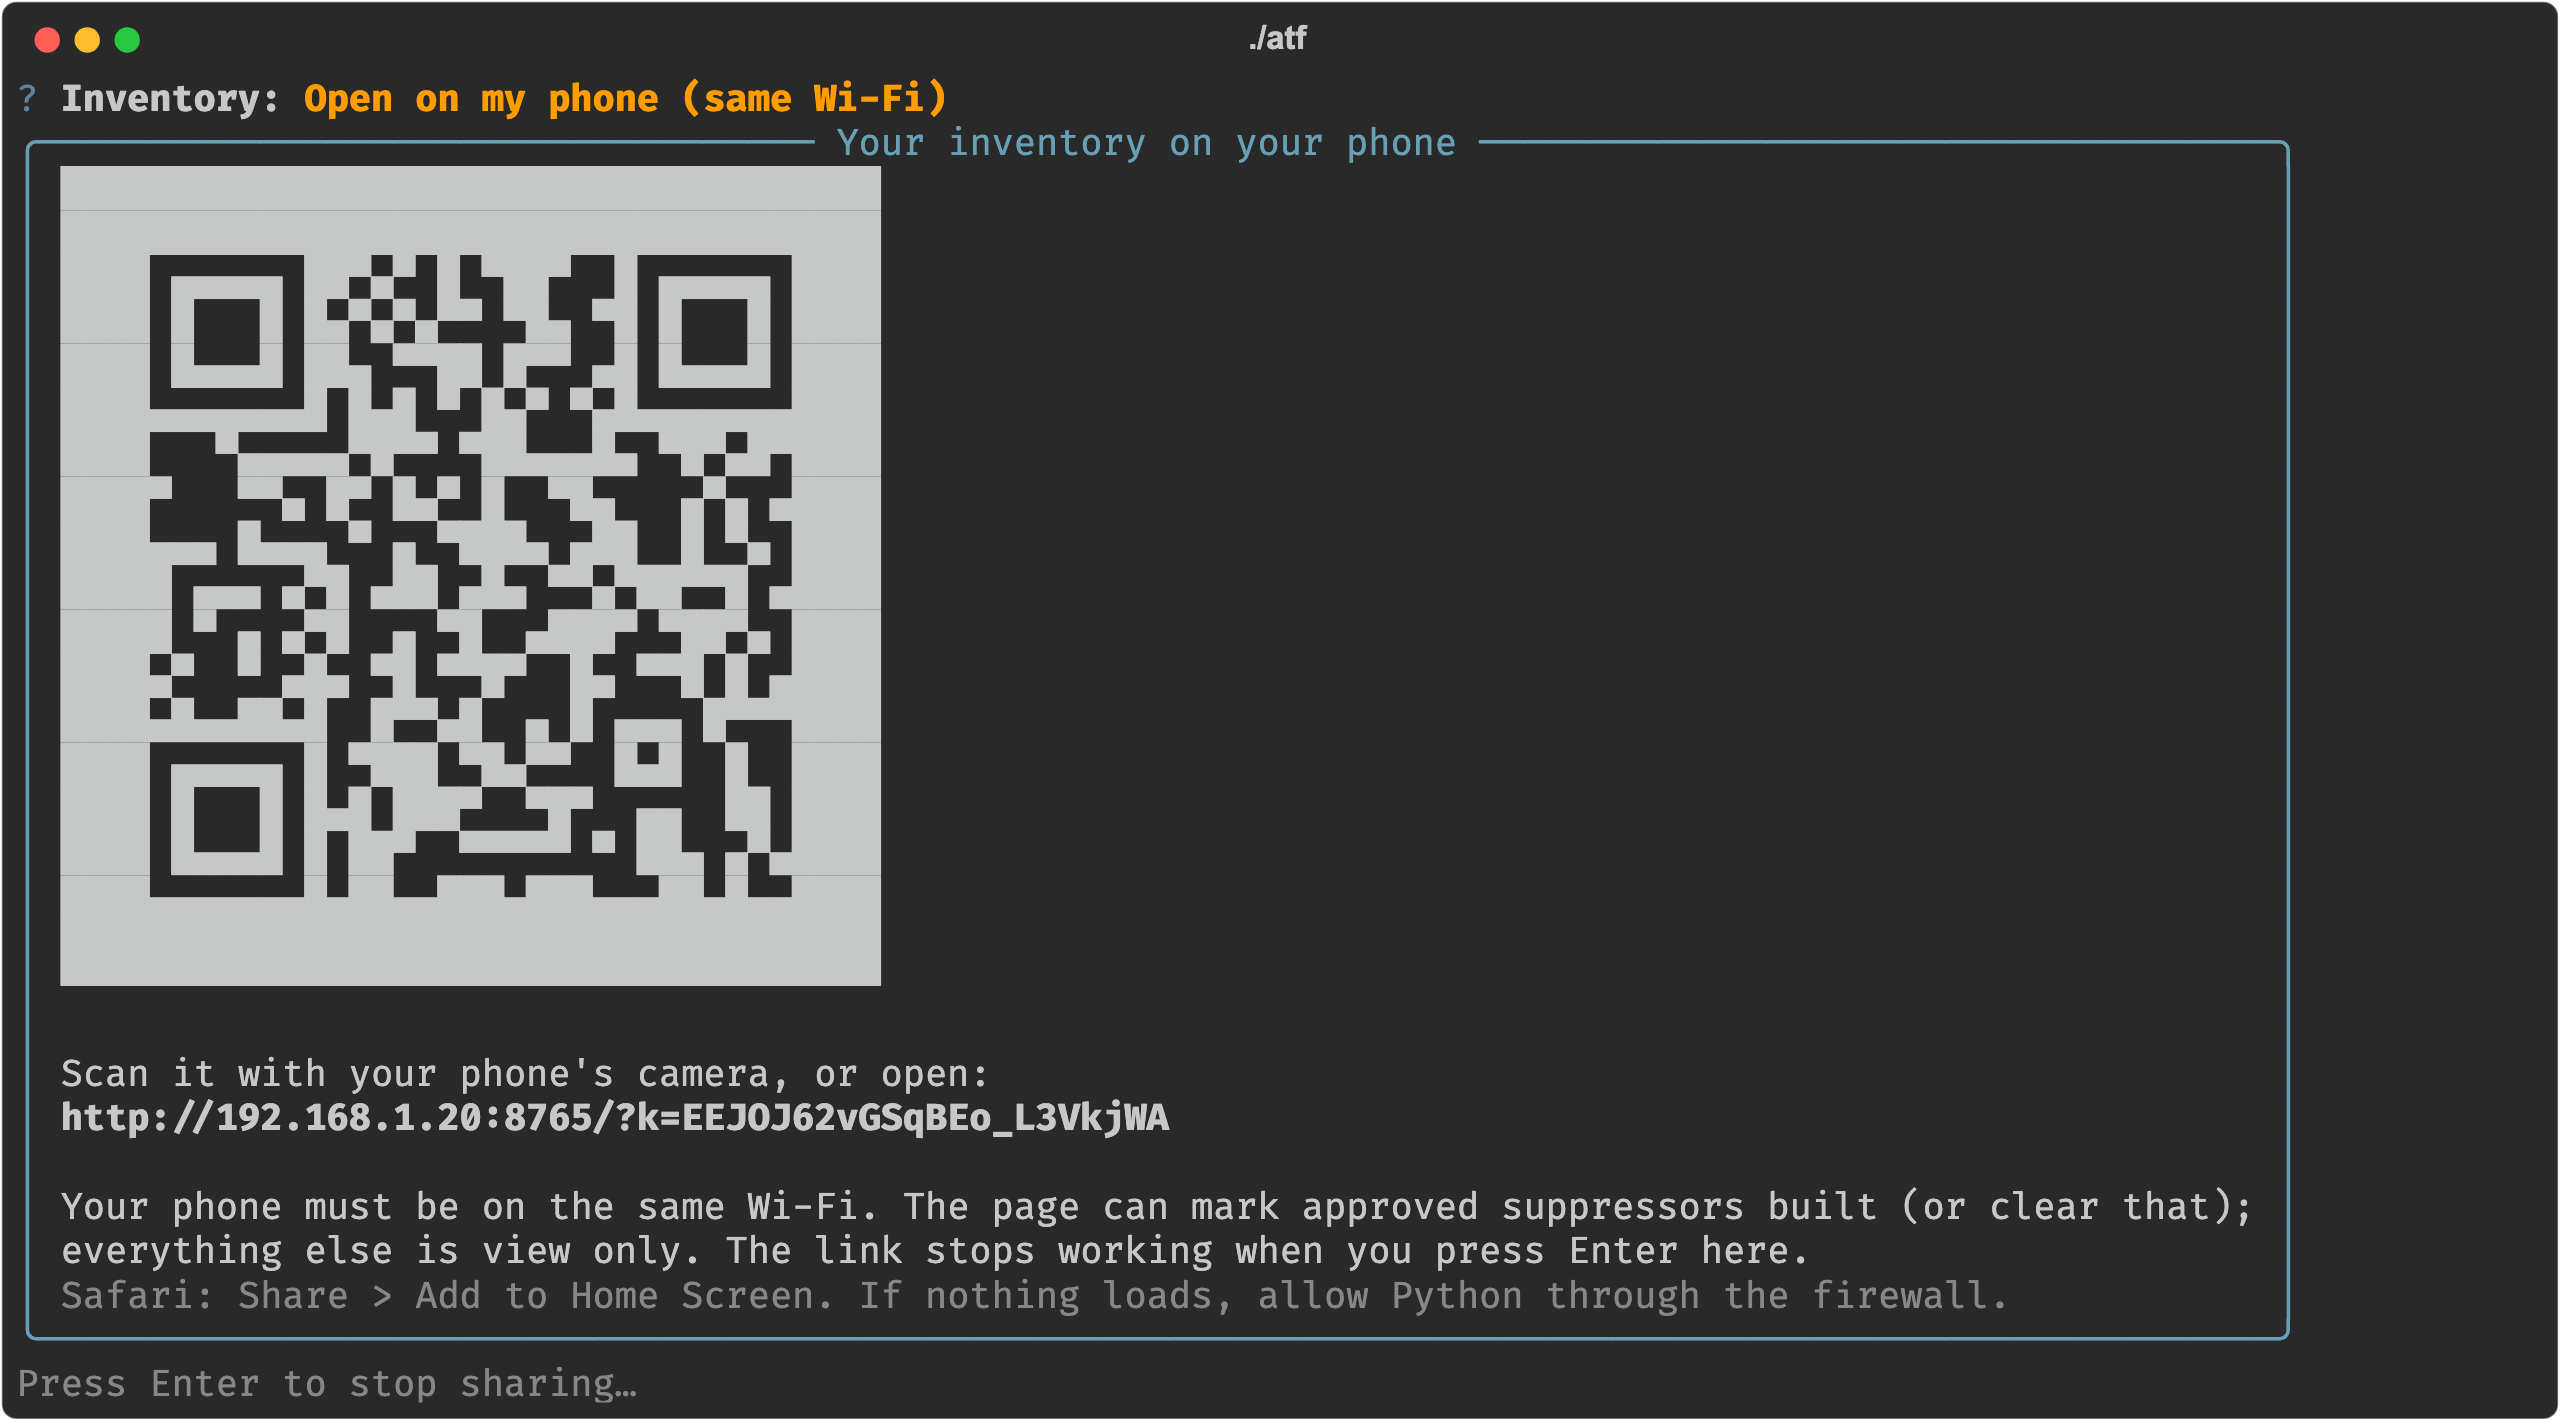 ./atf
? Inventory: Open on my phone (same Wi-Fi)
Your inventory on your phone
Scan it with your phone's camera, or open:
http://192.168.1.20:8765/?k=EEJOJ62vGSqBEo_L3VkjWA
Your phone must be on the same Wi-Fi. The page can mark approved suppressors built (or clear that);
everything else is view only. The link stops working when you press Enter here.
Safari: Share > Add to Home Screen. If nothing loads, allow Python through the firewall.
Press Enter to stop sharing…